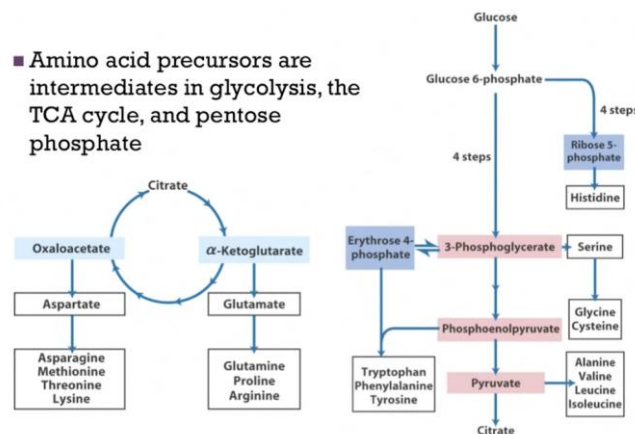 Amino acid precursors are
intermediates in glycolysis, the
TCA cycle, and pentose
phosphate
Citrate
Oxaloacetate
α-Ketoglutarate
Aspartate
Glutamate
Asparagine
Methionine
Threonine
Lysine
Glutamine
Proline
Arginine
Glucose
Glucose 6-phosphate
4 steps
4 steps
Ribose 5-
phosphate
Histidine
Erythrose 4-
phosphate
3-Phosphoglycerate
Serine
Glycine
Cysteine
Phosphoenolpyruvate
Tryptophan
Phenylalanine
Tyrosine
Pyruvate
Alanine
Valine
Leucine
Isoleucine
Citrate